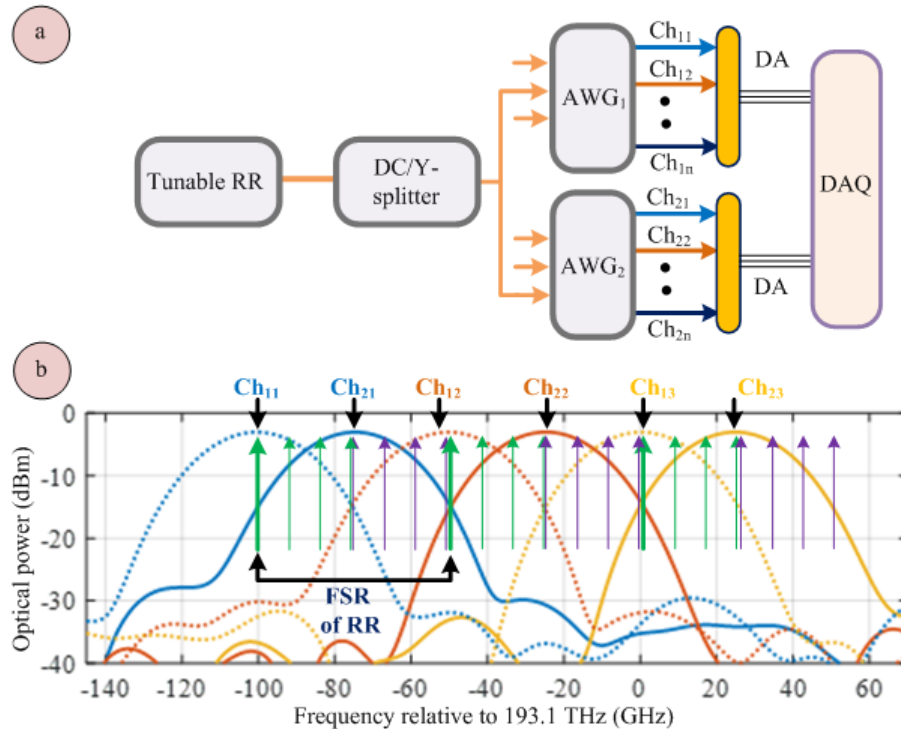 a
Tunable RR
DC/Y-
splitter
AWG₁
Ch₁₁
Ch₁₂
Ch₁ₙ
DA
AWG₂
Ch₂₁
Ch₂₂
Ch₂ₙ
DA
DAQ
b
Ch₁₁ Ch₂₁ Ch₁₂ Ch₂₂ Ch₁₃ Ch₂₃
Optical power (dBm)
0
-10
-20
-30
-40
FSR
of RR
-140 -120 -100 -80 -60 -40 -20 0 20 40 60
Frequency relative to 193.1 THz (GHz)